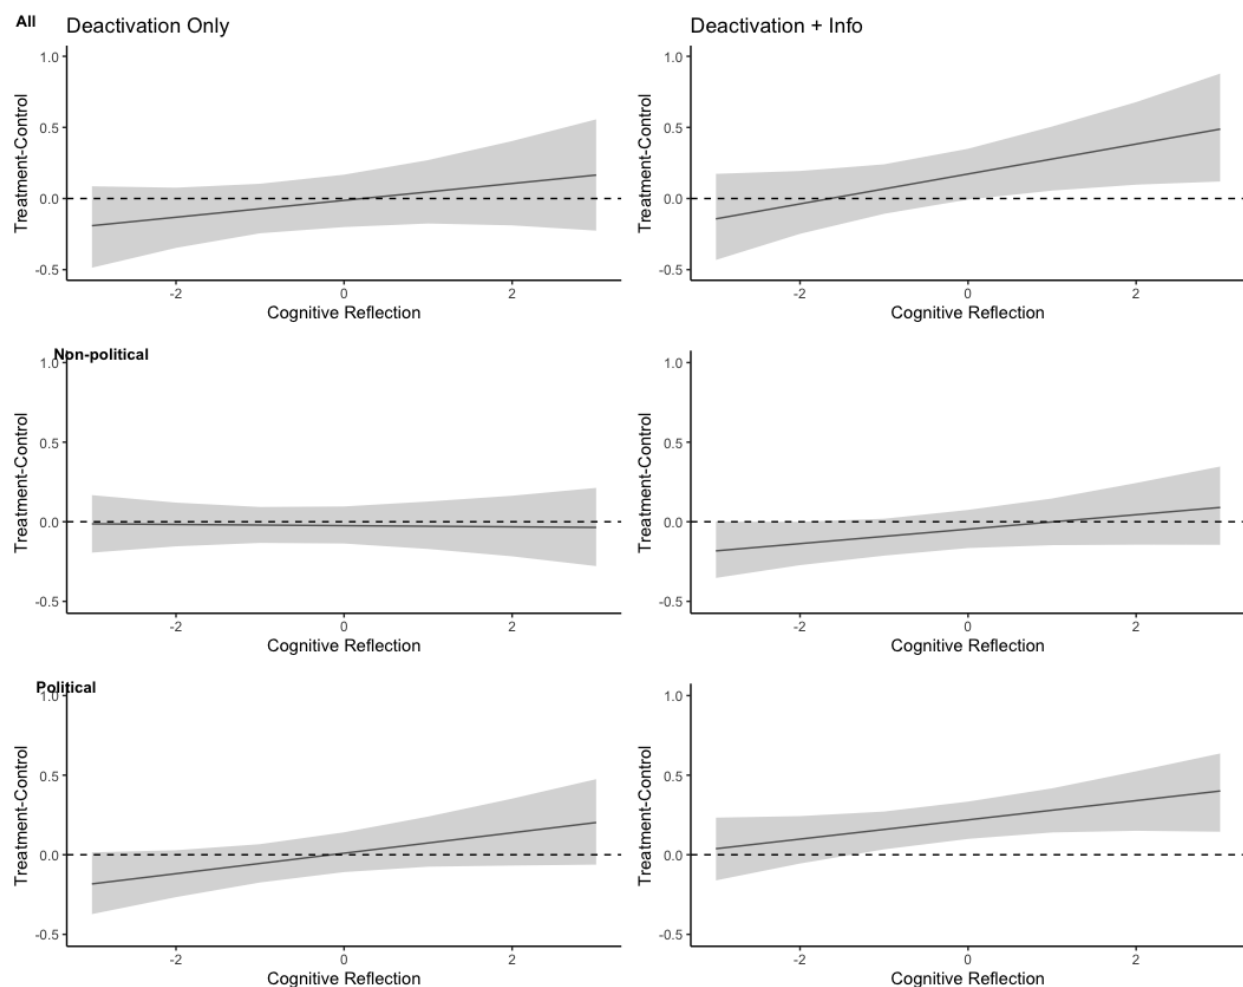 All
Deactivation Only
Deactivation + Info
1.0
0.5
0.0
-0.5
Treatment-Control
-2
0
2
Cognitive Reflection
1.0
0.5
0.0
-0.5
Treatment-Control
-2
0
2
Cognitive Reflection
Non-political
1.0
0.5
0.0
-0.5
Treatment-Control
-2
0
2
Cognitive Reflection
1.0
0.5
0.0
-0.5
Treatment-Control
-2
0
2
Cognitive Reflection
Political
1.0
0.5
0.0
-0.5
Treatment-Control
-2
0
2
Cognitive Reflection
1.0
0.5
0.0
-0.5
Treatment-Control
-2
0
2
Cognitive Reflection